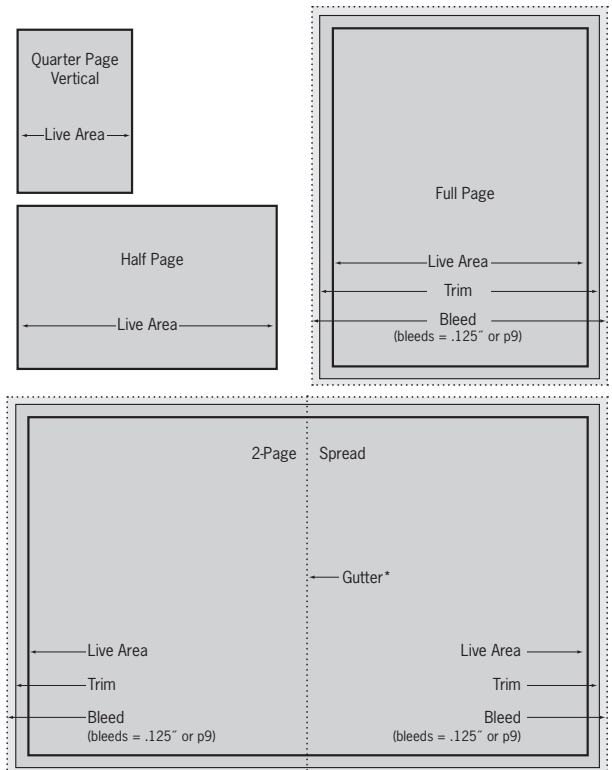 Quarter Page
Vertical
Live Area
Half Page
Live Area
Full Page
Live Area
Trim
Bleed
(bleeds = .125˝ or p9)
2-Page Spread
Gutter*
Live Area Live Area
Trim Trim
Bleed Bleed
(bleeds = .125˝ or p9) (bleeds = .125˝ or p9)